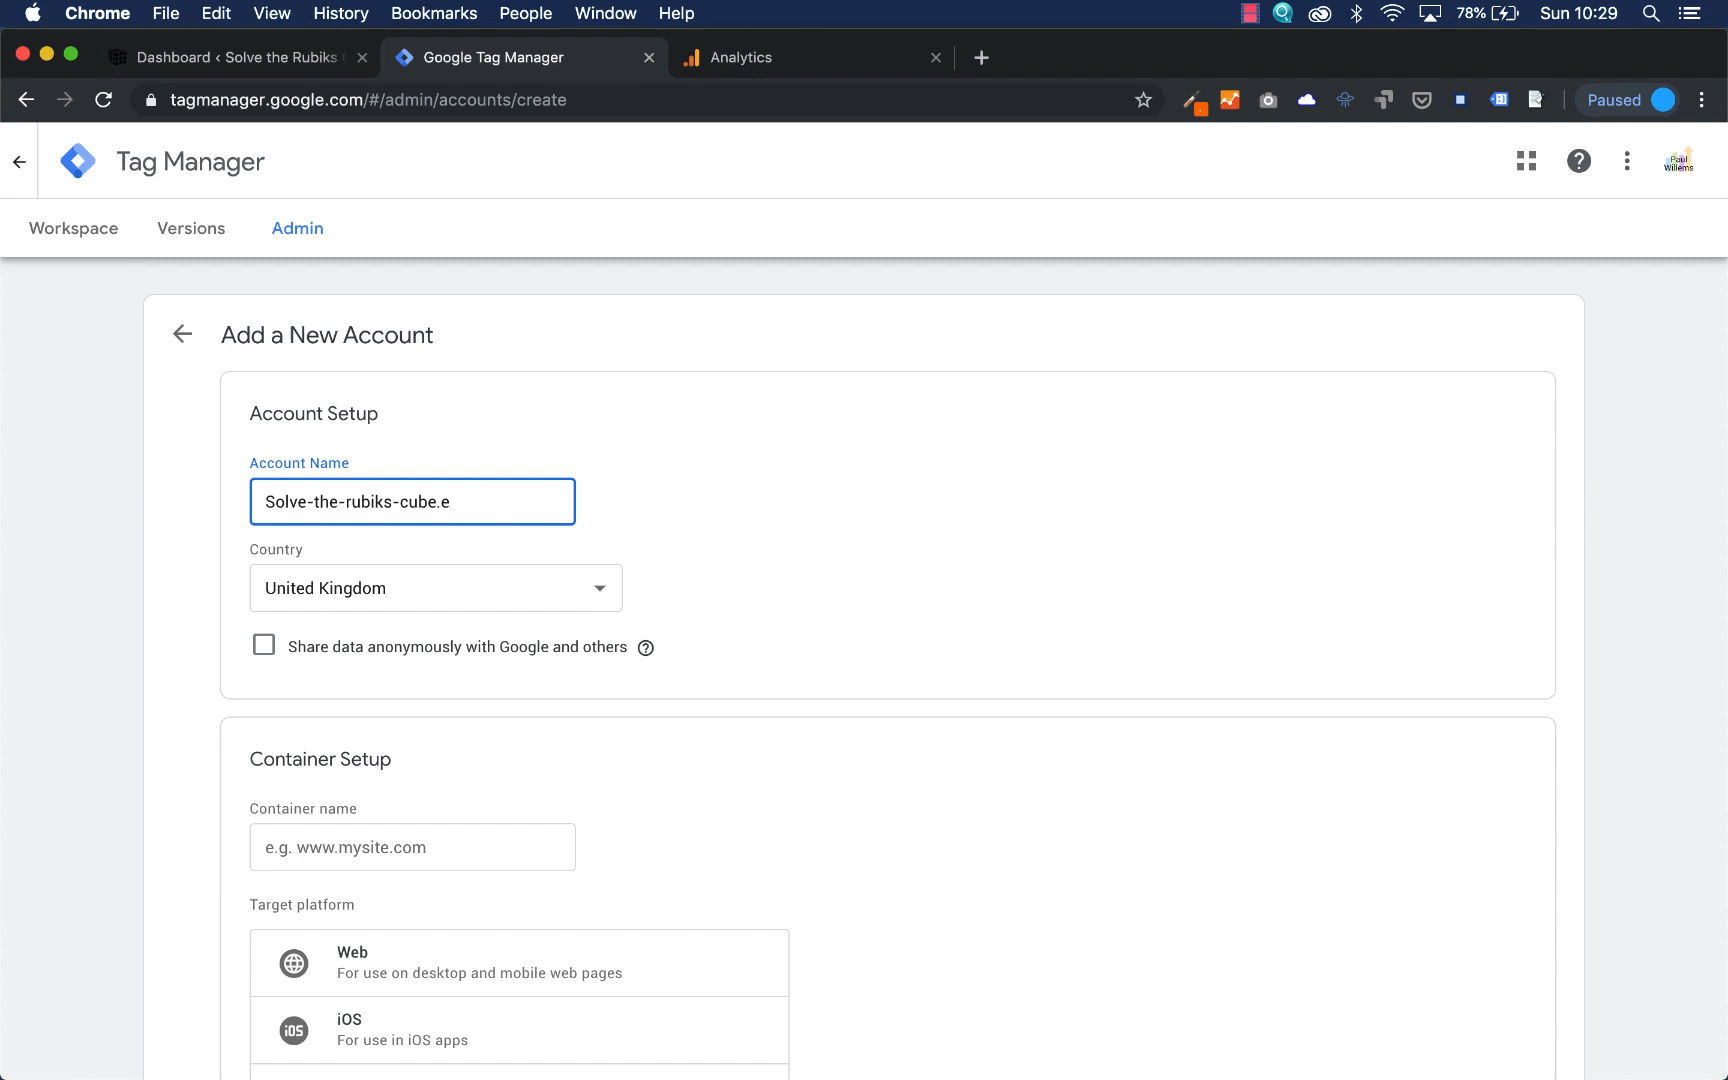 Chrome File Edit View History Bookmarks People Window Help 78% Sun 10:29
Dashboard ‹ Solve the Rubiks Google Tag Manager Analytics
tagmanager.google.com/#/admin/accounts/create Paused
Tag Manager Paul Willems
Workspace Versions Admin
Add a New Account
Account Setup
Account Name
Solve-the-rubiks-cube.e
Country
United Kingdom
Share data anonymously with Google and others
Container Setup
Container name
e.g. www.mysite.com
Target platform
Web
For use on desktop and mobile web pages
iOS
iOS
For use in iOS apps